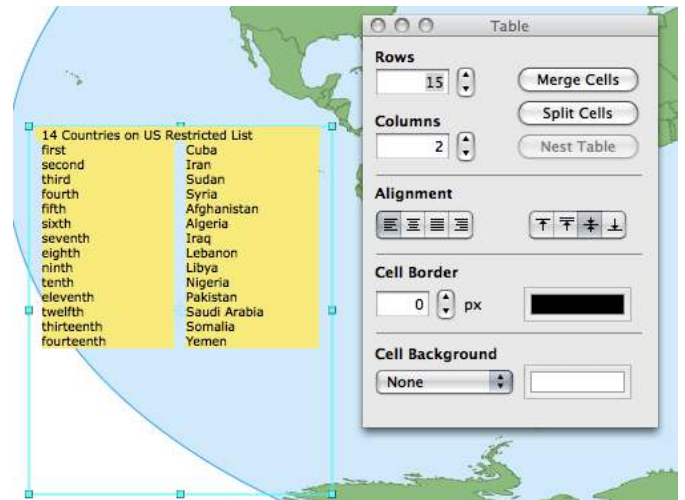 14 Countries on US Restricted List
first Cuba
second Iran
third Sudan
fourth Syria
fifth Afghanistan
sixth Algeria
seventh Iraq
eighth Lebanon
ninth Libya
tenth Nigeria
eleventh Pakistan
twelfth Saudi Arabia
thirteenth Somalia
fourteenth Yemen
Table
Rows
15 Merge Cells
Split Cells
Columns
2 Nest Table
Alignment
Cell Border
0 px
Cell Background
None